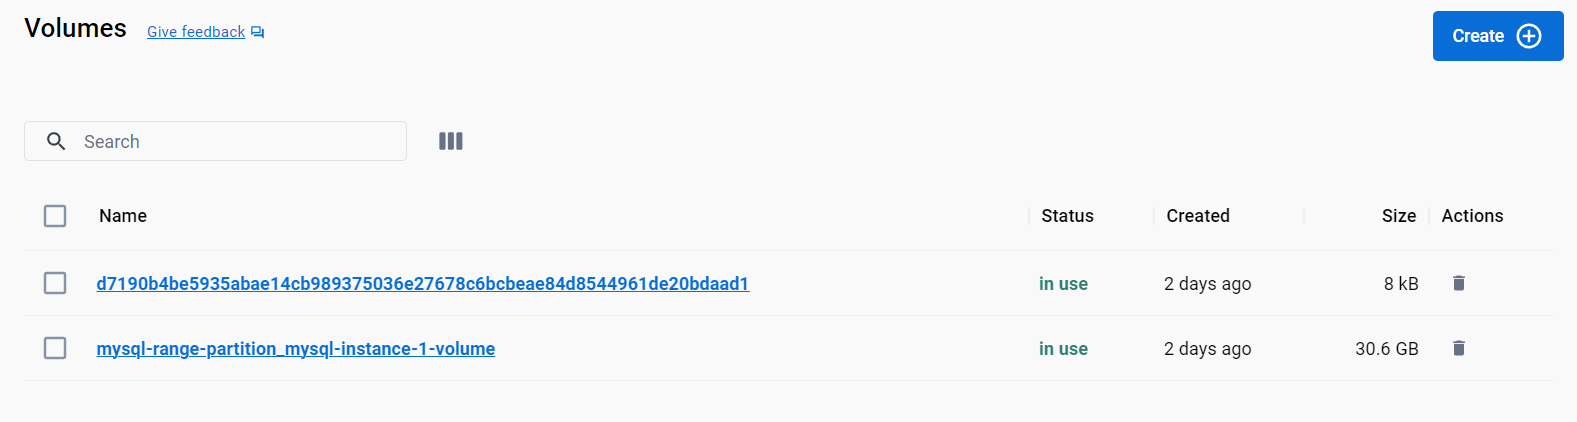 Volumes Give feedback
Create
Search
Name Status Created Size Actions
d7190b4be5935abae14cb989375036e27678c6bcbeae84d8544961de20bdaad1 in use 2 days ago 8 kB
mysql-range-partition_mysql-instance-1-volume in use 2 days ago 30.6 GB